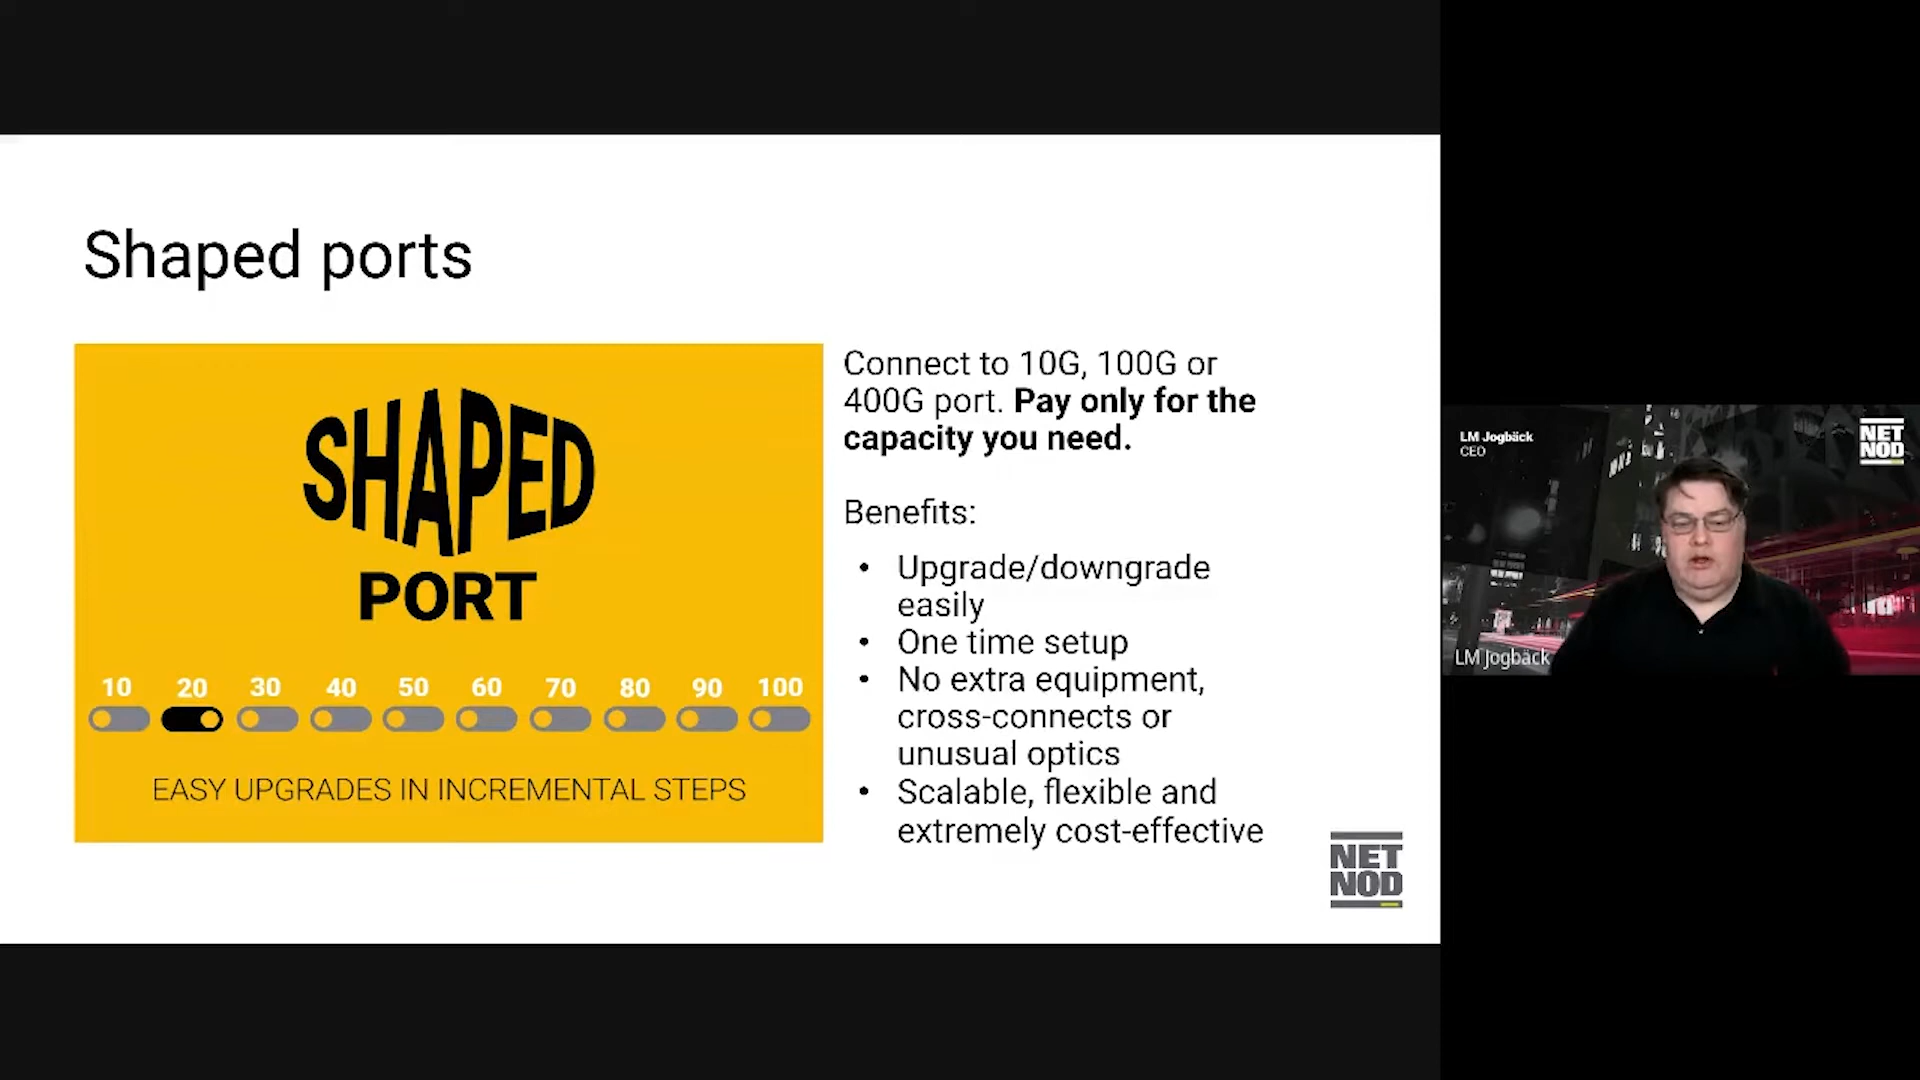 Shaped ports
SHAPED
PORT
10 20 30 40 50 60 70 80 90 100
EASY UPGRADES IN INCREMENTAL STEPS
Connect to 10G, 100G or
400G port. Pay only for the
capacity you need.
Benefits:
• Upgrade/downgrade
easily
• One time setup
• No extra equipment,
cross-connects or
unusual optics
• Scalable, flexible and
extremely cost-effective
NET
NOD
LM Jogbäck
CEO
NET
NOD
LM Jogbäck